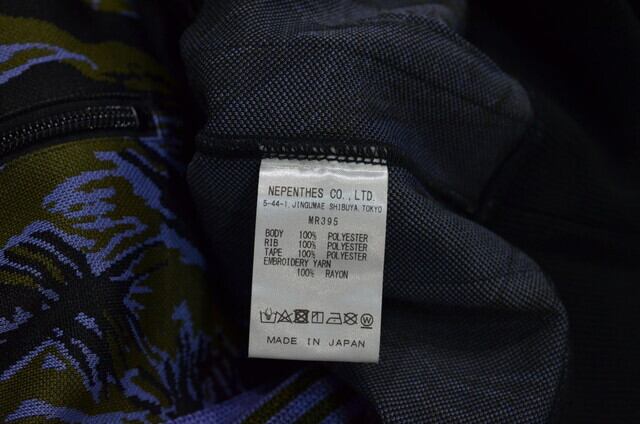 NEPENTHES CO.,LTD.
5-44-1,JINGUMAE SHIBUYA,TOKYO
MR395
BODY 100% POLYESTER
RIB 100% POLYESTER
TAPE 100% POLYESTER
EMBROIDERY YARN
100% RAYON
MADE IN JAPAN